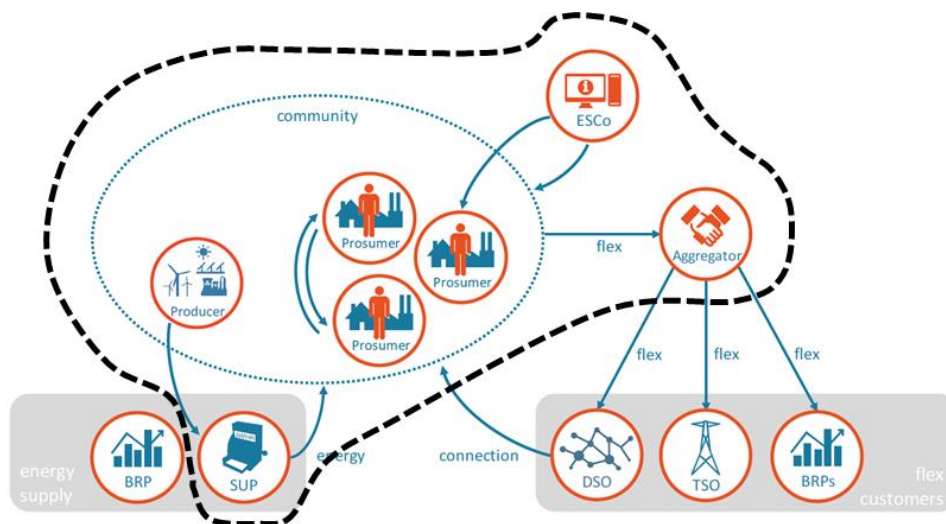 community
ESCo
Prosumer
Prosumer
Prosumer
Producer
flex
Aggregator
flex
flex
flex
energy
supply
BRP
SUP
energy
connection
DSO
TSO
BRPs
flex
customers